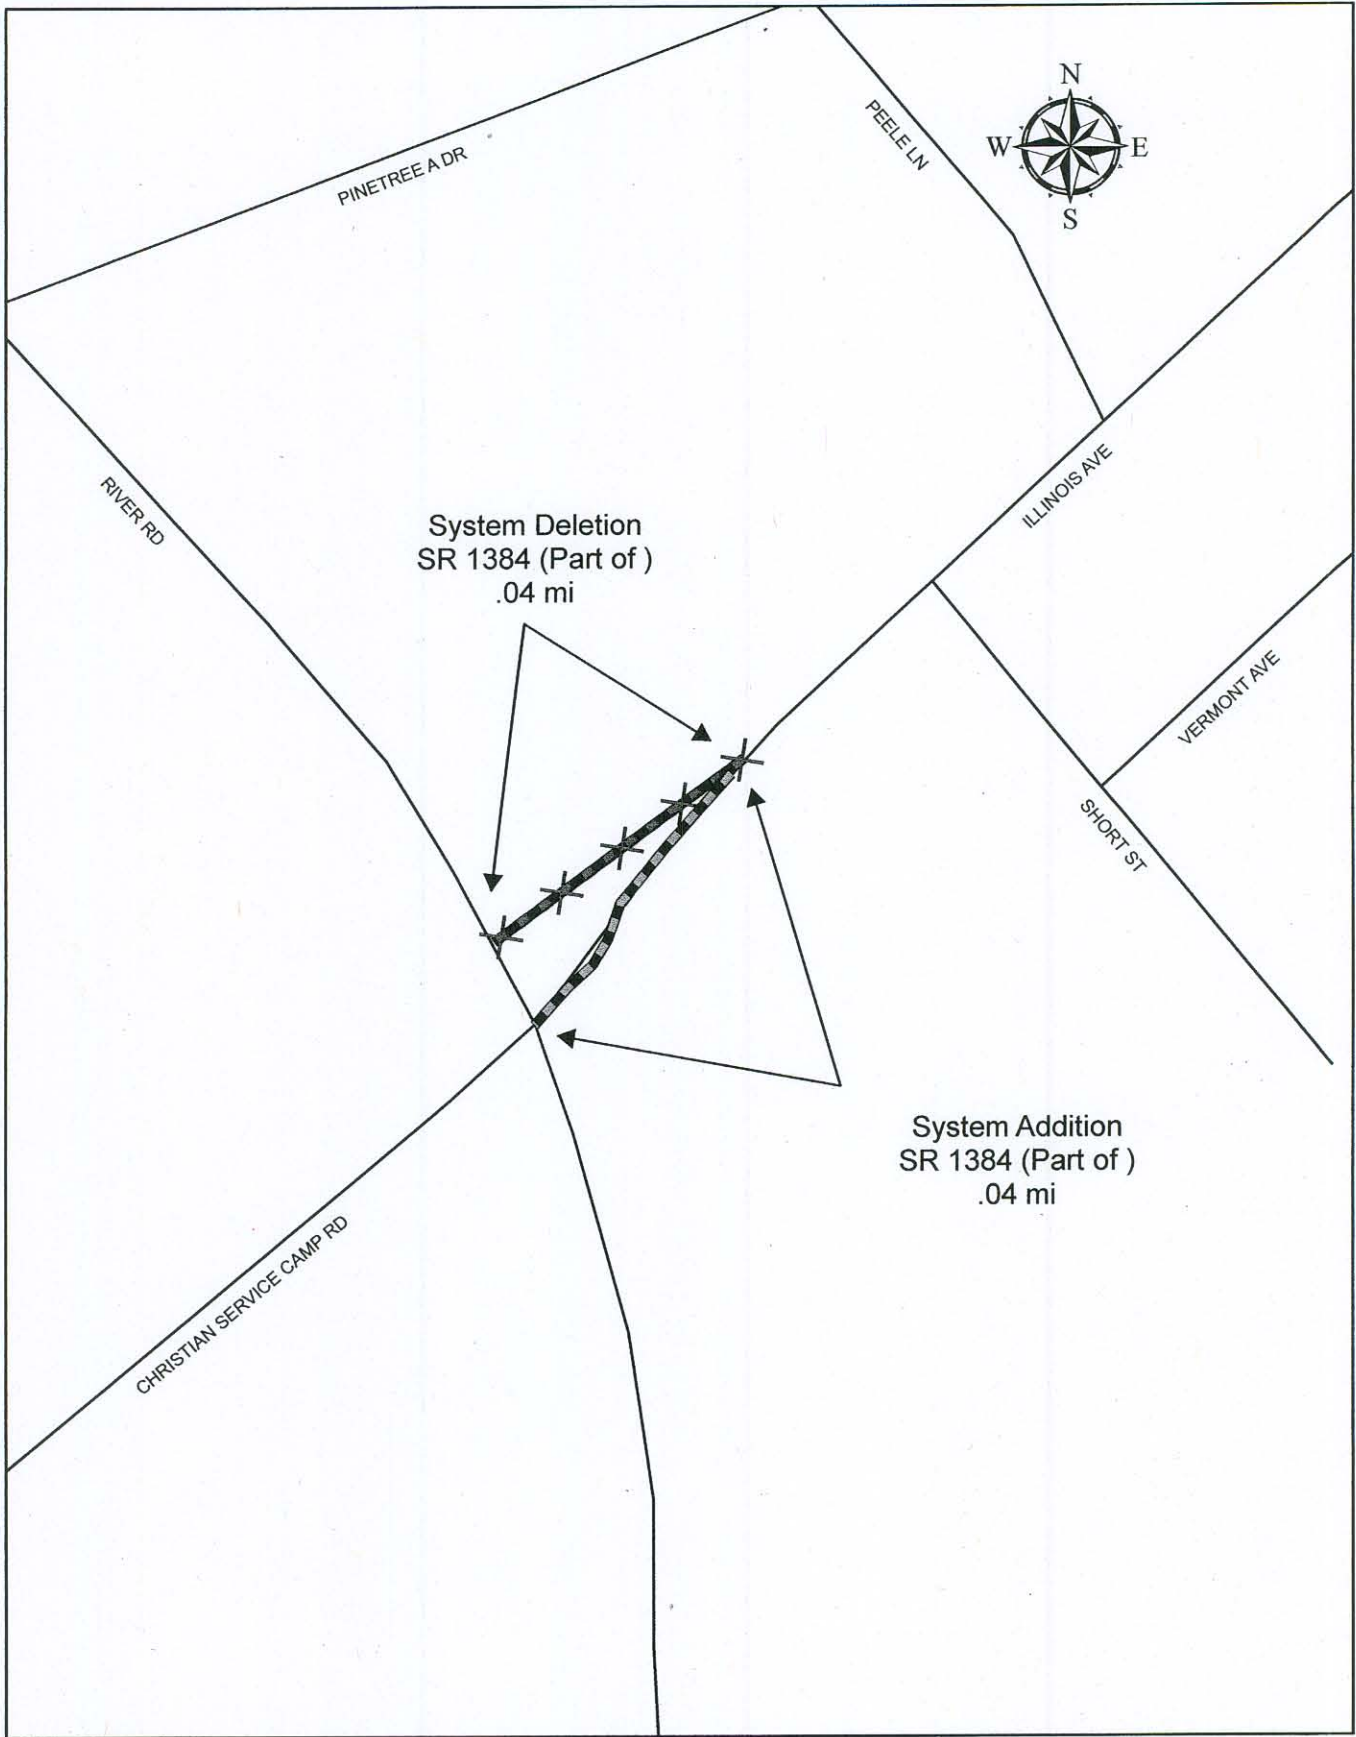 N
PEELE LN
W
E
PINETREE A DR
S
ILLINOIS AVE
RIVER RD
System Deletion
SR 1384 (Part of )
.04 mi
VERMONT AVE
SHORT ST
System Addition
SR 1384 (Part of )
.04 mi
CHRISTIAN SERVICE CAMP RD